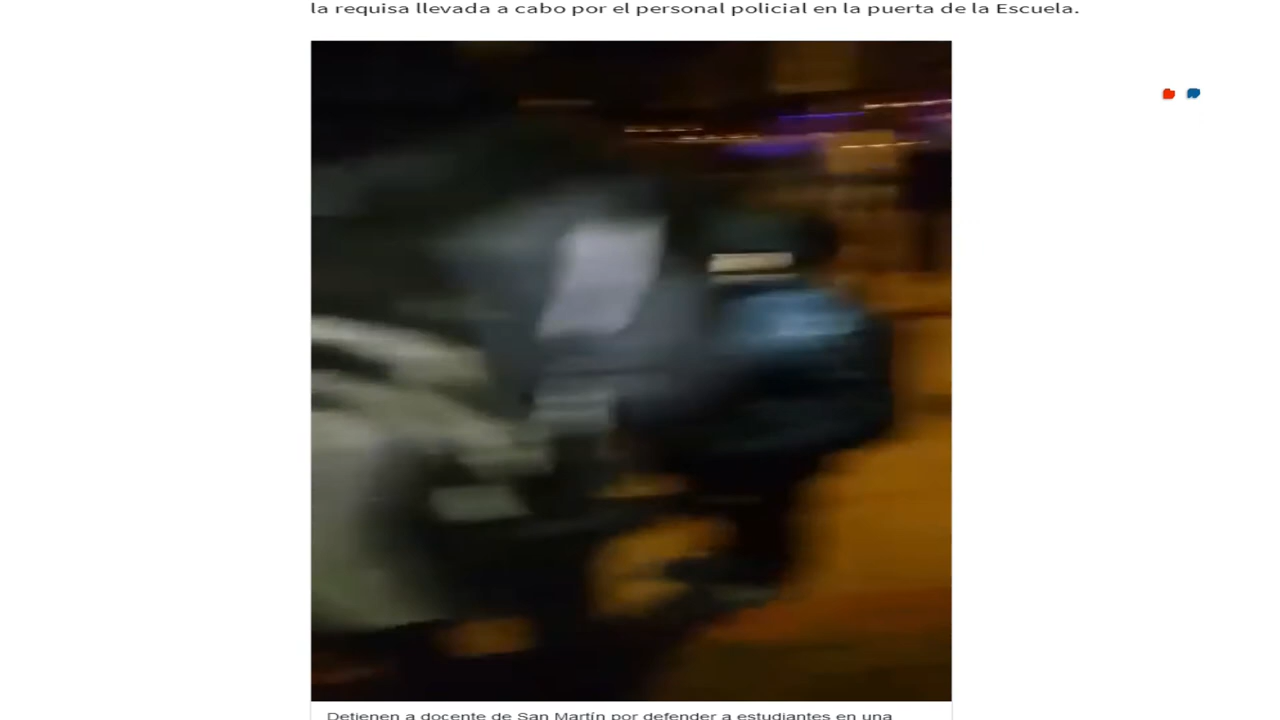 la requisa llevada a cabo por el personal policial en la puerta de la Escuela.
Detienen a docente de San Martín por defender a estudiantes en una